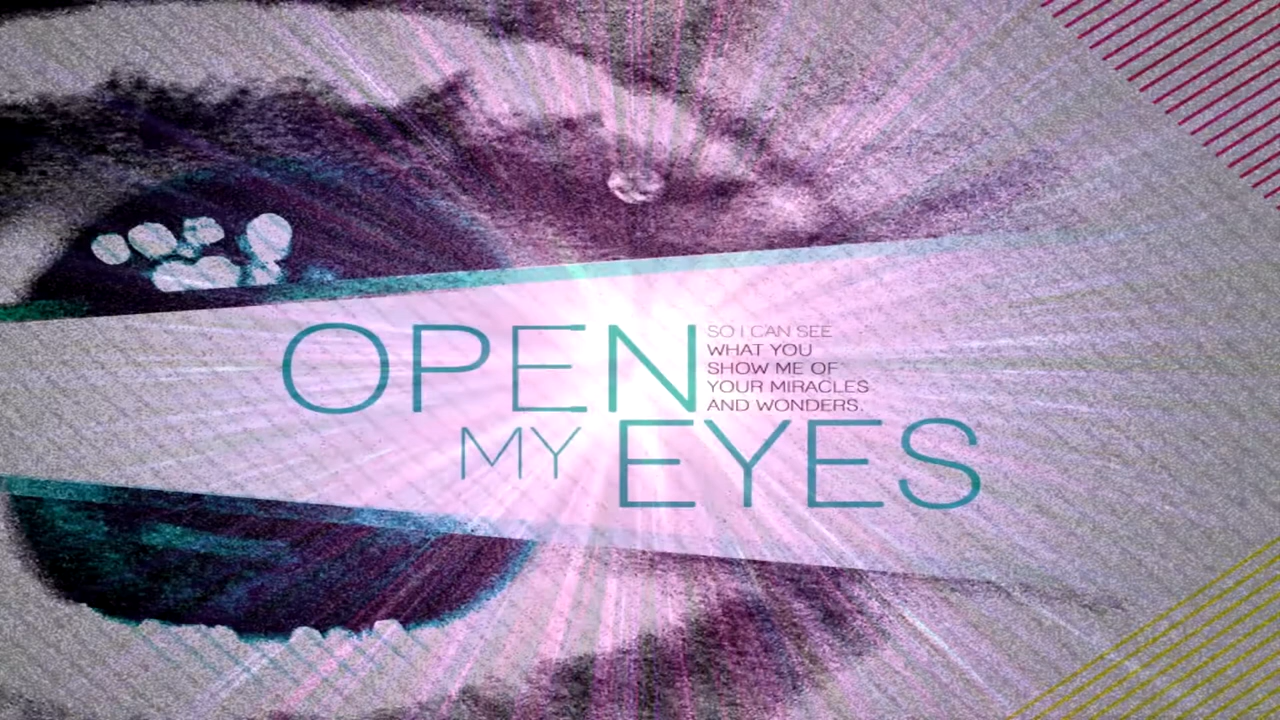 OPEN
SO I CAN SEE
WHAT YOU
SHOW ME OF
YOUR MIRACLES
AND WONDERS.
MY EYES